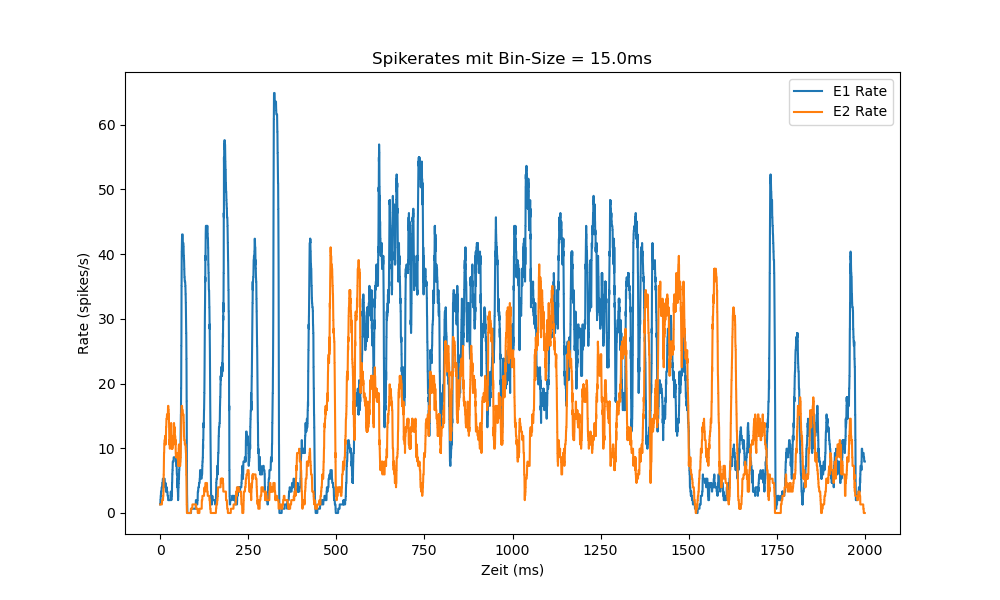 Spikerates mit Bin-Size = 15.0ms
E1 Rate
E2 Rate
Rate (spikes/s)
60
50
40
30
20
10
0
0 250 500 750 1000 1250 1500 1750 2000
Zeit (ms)